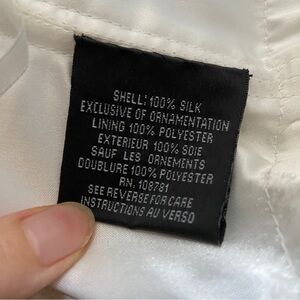 SHELL: 100% SILK
EXCLUSIVE OF ORNAMENTATION
LINING 100% POLYESTER
EXTERIEUR 100% SOIE
SAUF LES ORNEMENTS
DOUBLURE 100% POLYESTER
RN. 108781
SEE REVERSE FOR CARE
INSTRUCTIONS AU VERSO